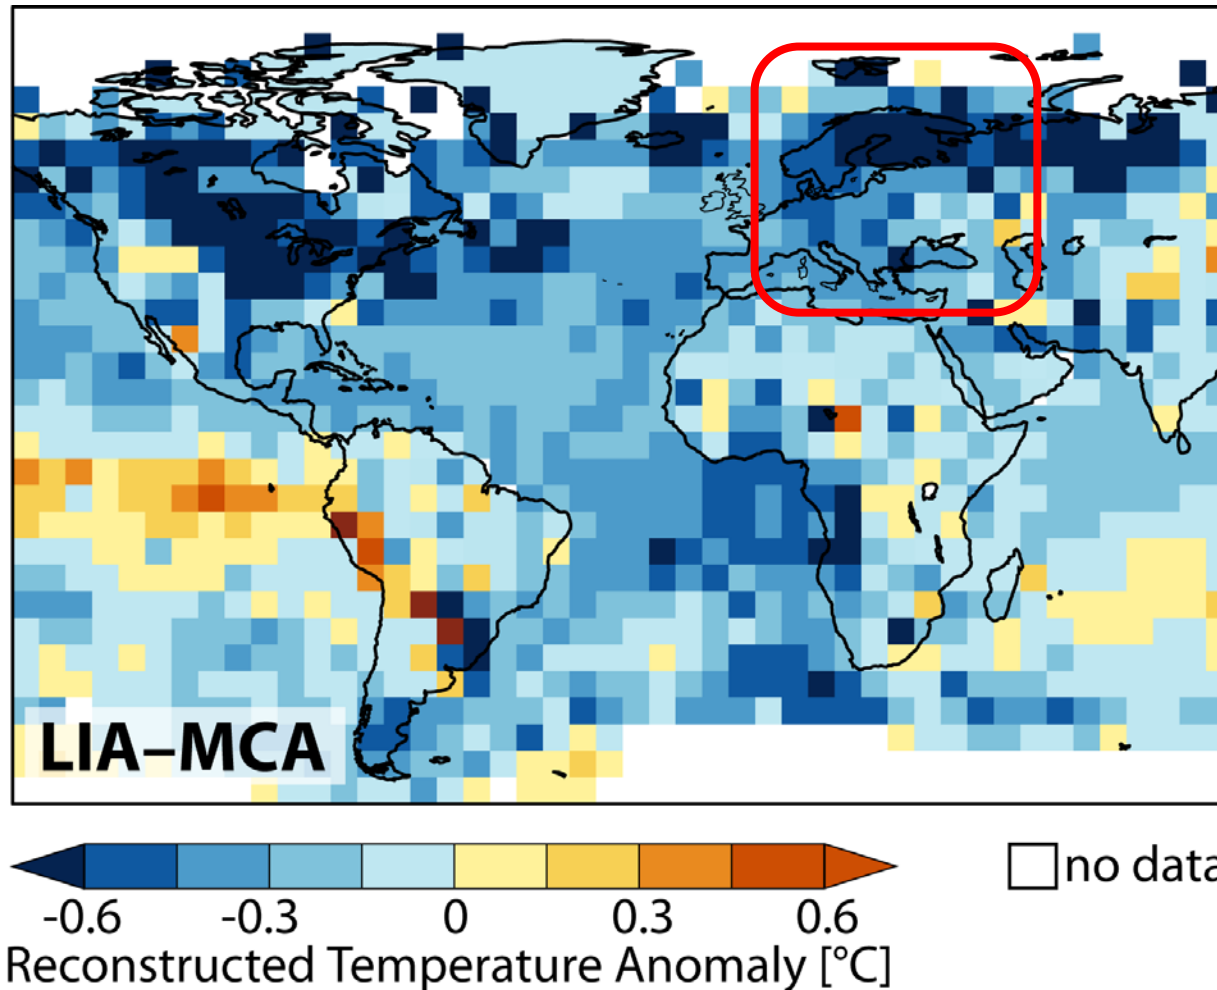 LIA–MCA
-0.6 -0.3 0 0.3 0.6
no data
Reconstructed Temperature Anomaly [°C]